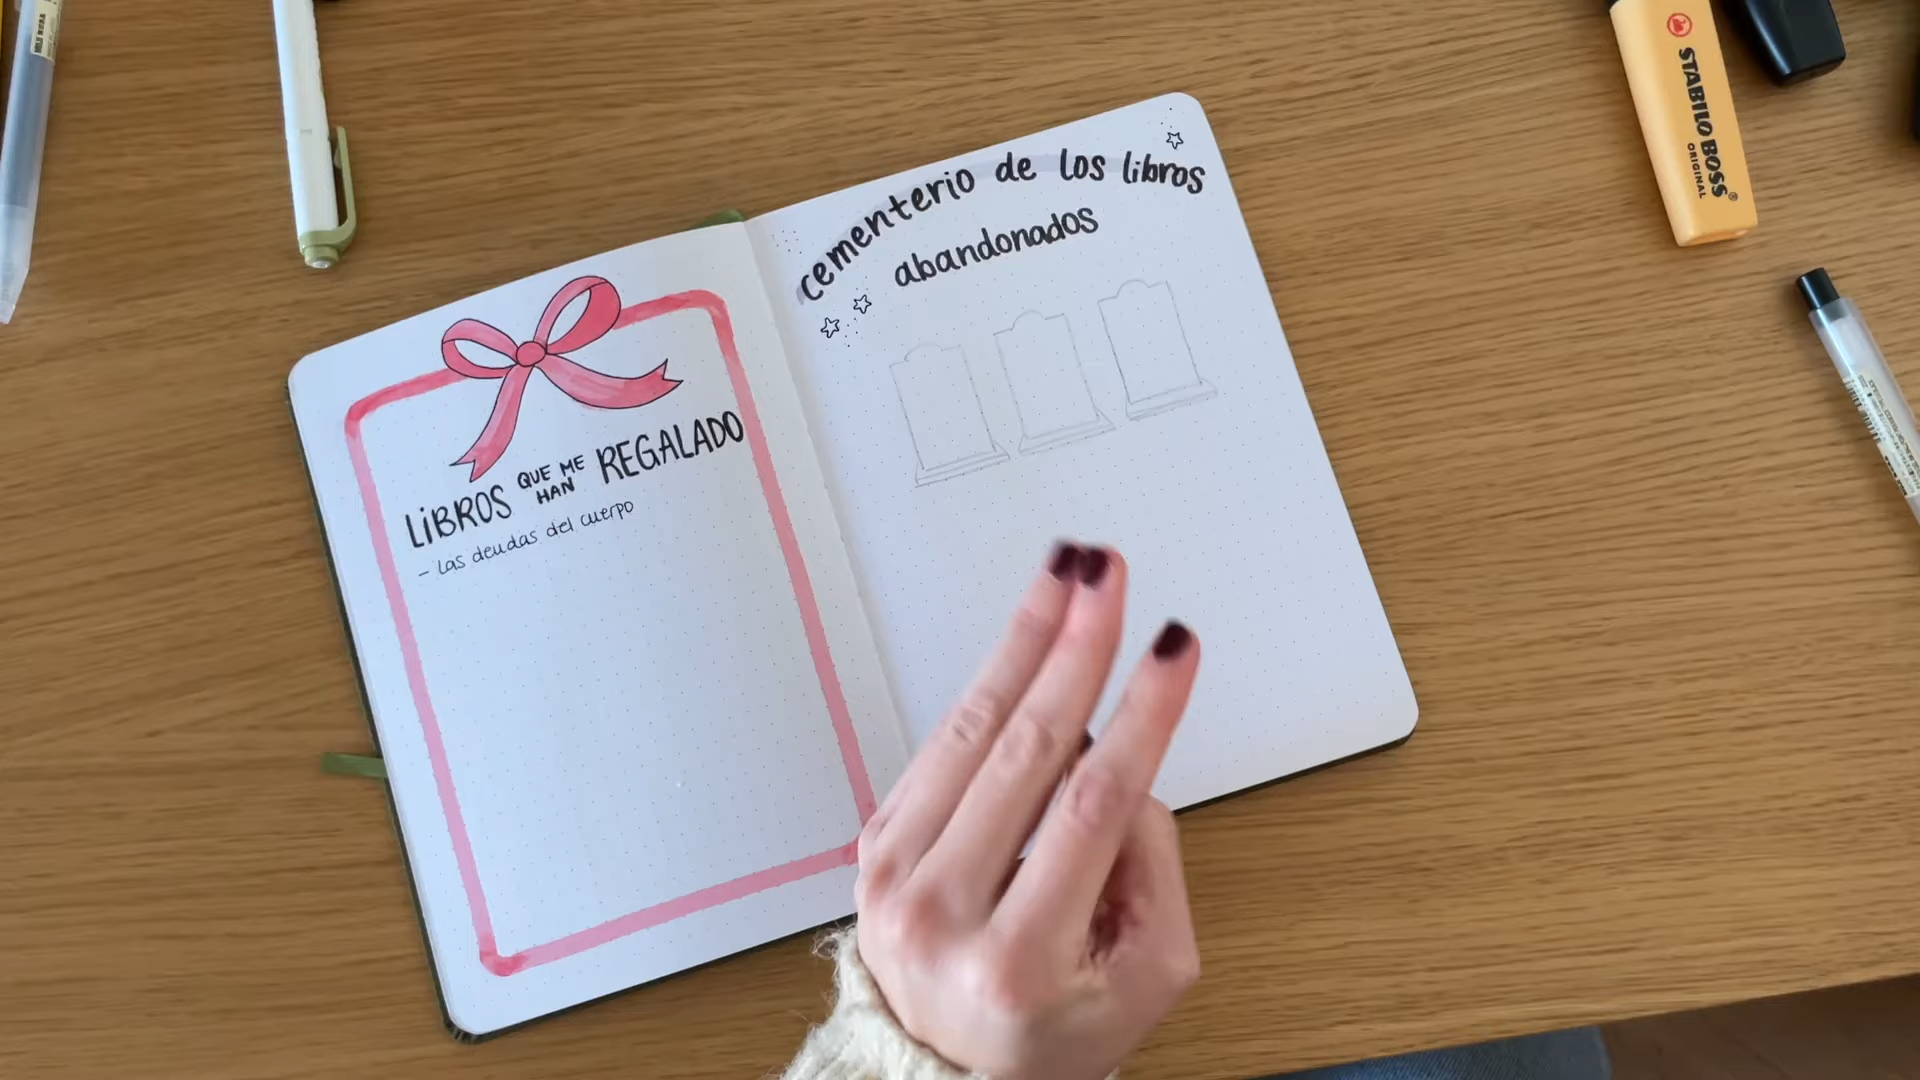 LiBROS QUE ME HAN REGALADO
- las deudas del cuerpo
cementerio de los libros
abandonados
STABILO BOSS
ORIGINAL